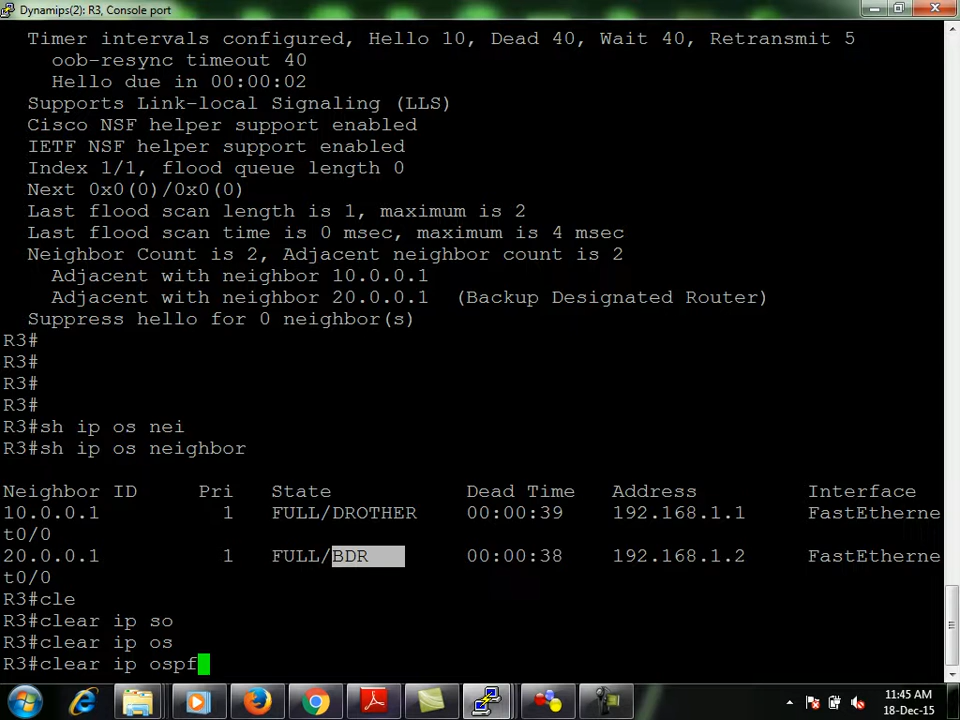 Dynamips(2): R3, Console port
Timer intervals configured, Hello 10, Dead 40, Wait 40, Retransmit 5
oob-resync timeout 40
Hello due in 00:00:02
Supports Link-local Signaling (LLS)
Cisco NSF helper support enabled
IETF NSF helper support enabled
Index 1/1, flood queue length 0
Next 0x0(0)/0x0(0)
Last flood scan length is 1, maximum is 2
Last flood scan time is 0 msec, maximum is 4 msec
Neighbor Count is 2, Adjacent neighbor count is 2
Adjacent with neighbor 10.0.0.1
Adjacent with neighbor 20.0.0.1  (Backup Designated Router)
Suppress hello for 0 neighbor(s)
R3#
R3#
R3#
R3#
R3#sh ip os nei
R3#sh ip os neighbor
Neighbor ID     Pri   State           Dead Time   Address         Interface
10.0.0.1          1   FULL/DROTHER    00:00:39    192.168.1.1     FastEtherne
t0/0
20.0.0.1          1   FULL/BDR        00:00:38    192.168.1.2     FastEtherne
t0/0
R3#cle
R3#clear ip so
R3#clear ip os
R3#clear ip ospf
11:45 AM
18-Dec-15